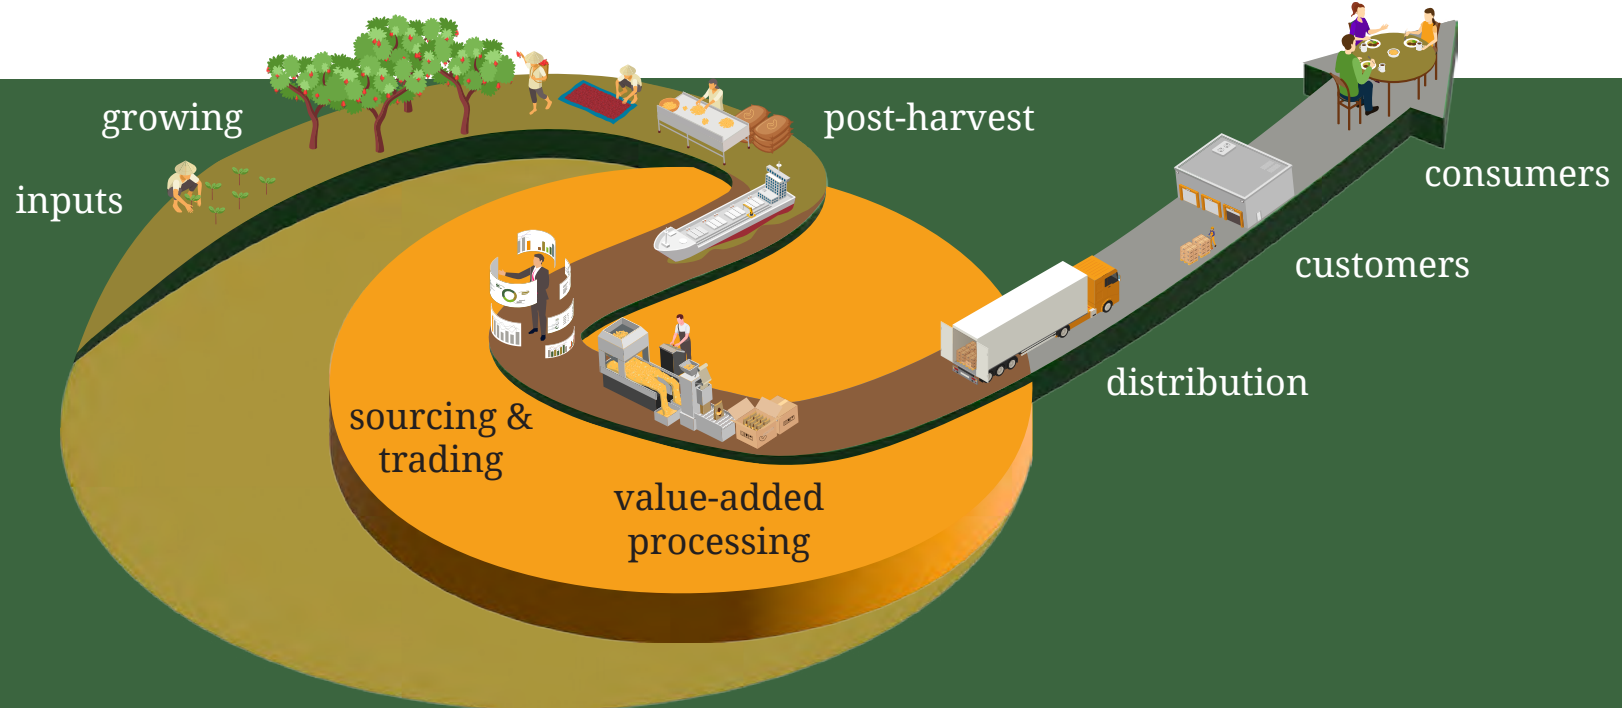 growing
inputs
post-harvest
sourcing &
trading
value-added
processing
distribution
customers
consumers